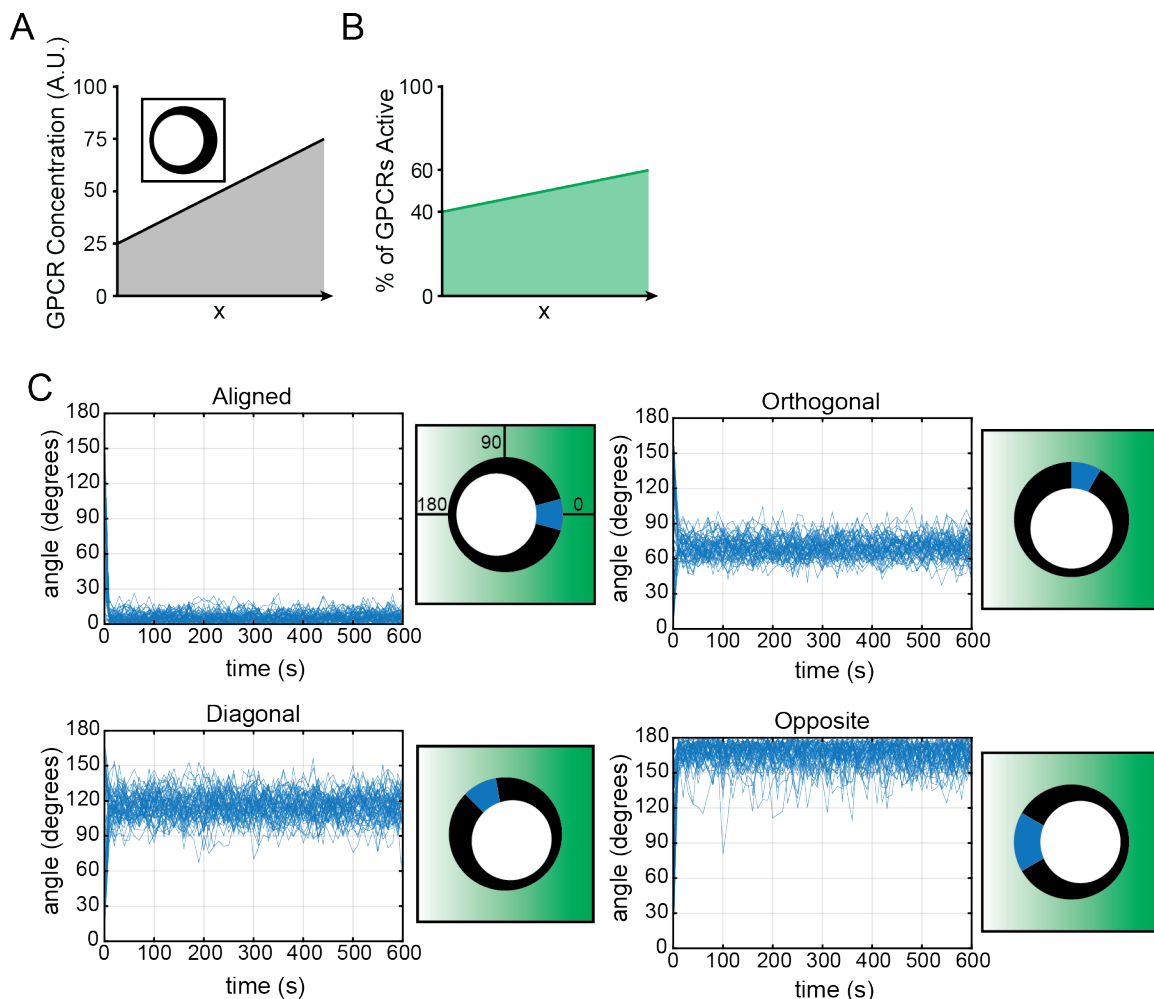 A
GPCR Concentration (A.U.)
100
75
50
25
0
x
B
% of GPCRs Active
100
60
40
0
x
C
Aligned
angle (degrees)
180
150
120
90
60
30
0
0 100 200 300 400 500 600
time (s)
90
180
0
Orthogonal
angle (degrees)
180
150
120
90
60
30
0
0 100 200 300 400 500 600
time (s)
Diagonal
angle (degrees)
180
150
120
90
60
30
0
0 100 200 300 400 500 600
time (s)
Opposite
angle (degrees)
180
150
120
90
60
30
0
0 100 200 300 400 500 600
time (s)